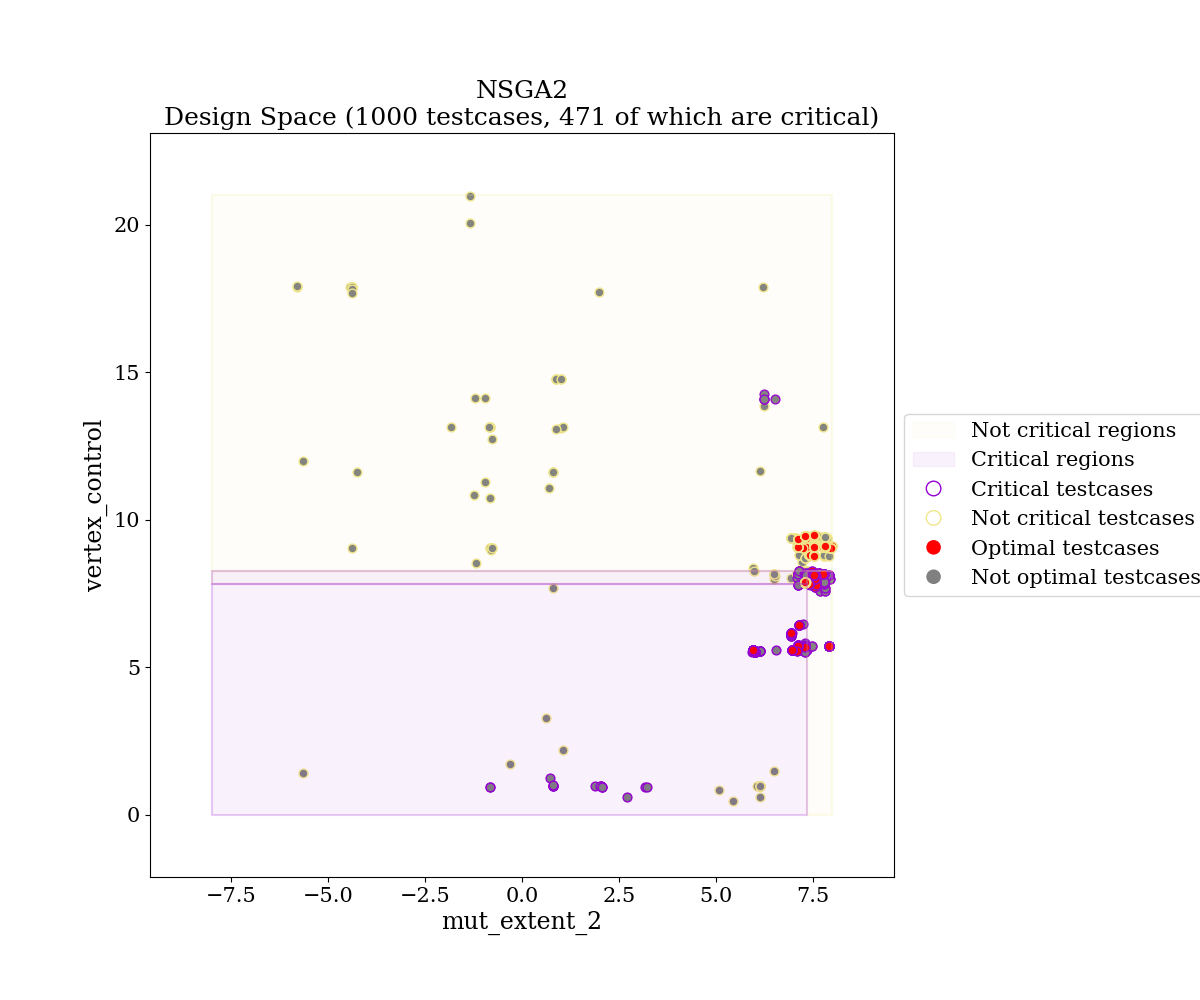 NSGA2
Design Space (1000 testcases, 471 of which are critical)
vertex_control
20
15
10
5
0
−7.5
−5.0
−2.5
0.0
2.5
5.0
7.5
mut_extent_2
Not critical regions
Critical regions
Critical testcases
Not critical testcases
Optimal testcases
Not optimal testcases